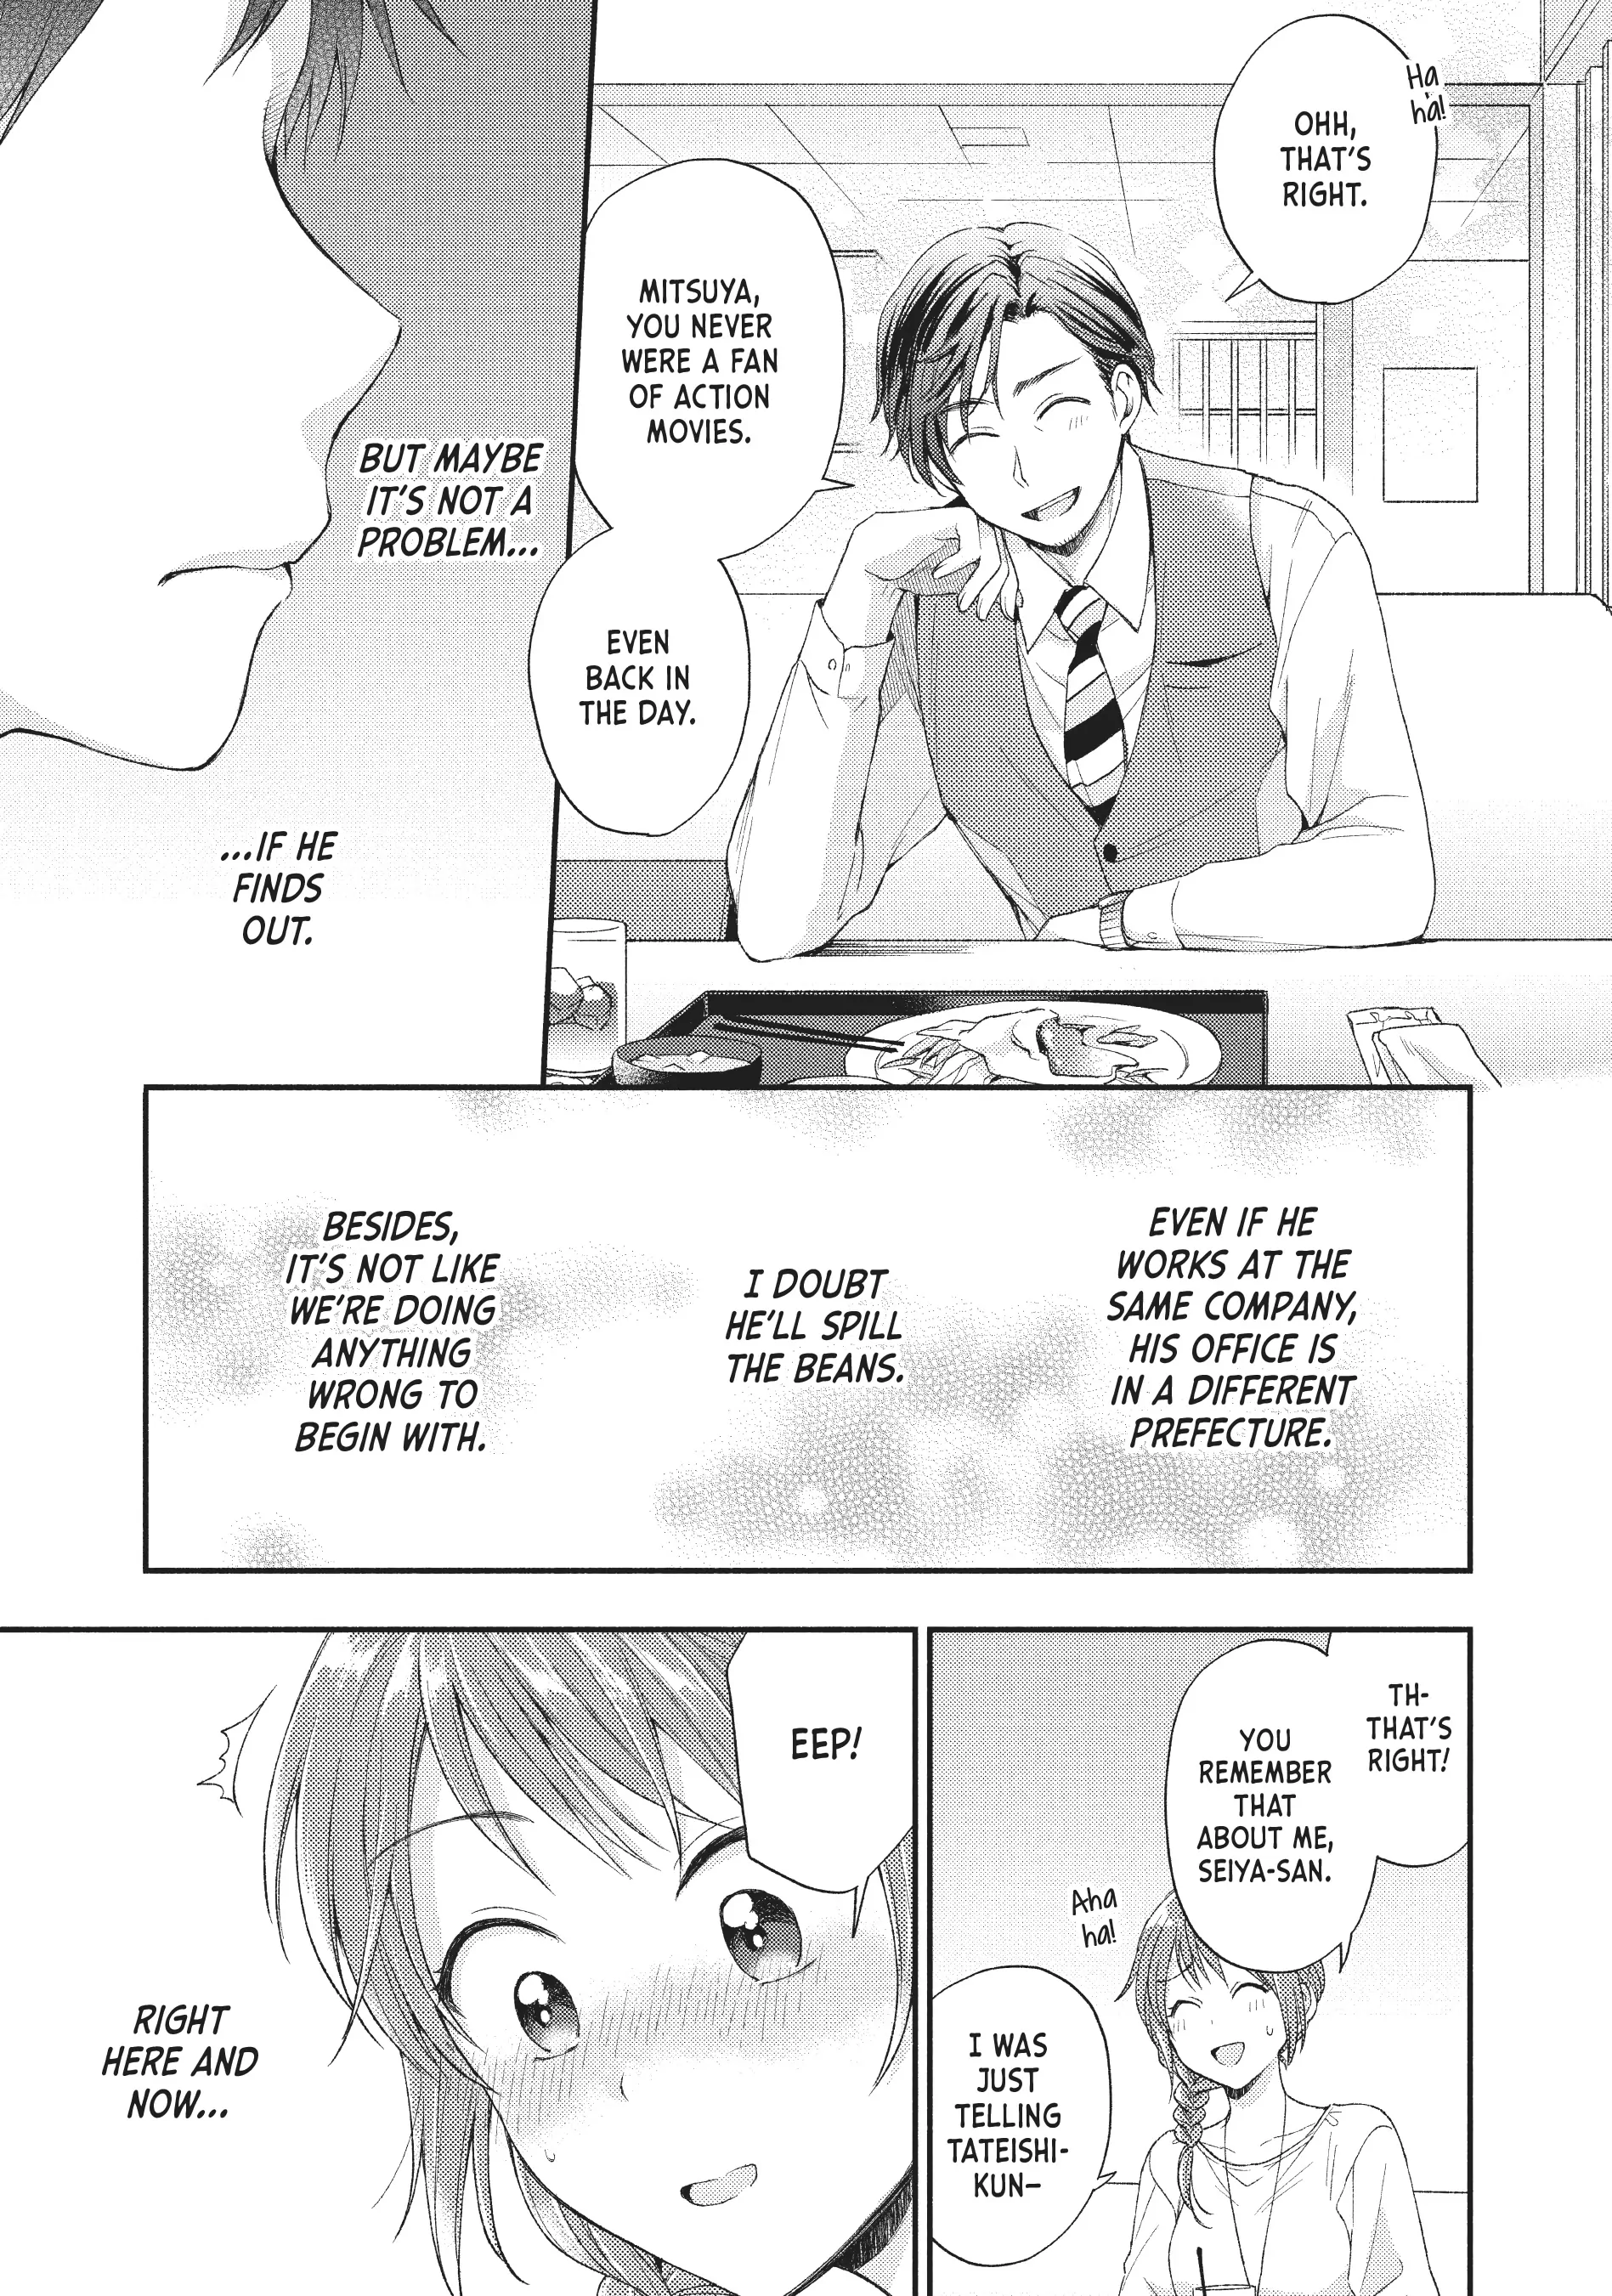 Ha
ha!
OHH,
THAT'S
RIGHT.
MITSUYA,
YOU NEVER
WERE A FAN
OF ACTION
MOVIES.
EVEN
BACK IN
THE DAY.
BUT MAYBE
IT'S NOT A
PROBLEM...
...IF HE
FINDS
OUT.
EVEN IF HE
WORKS AT THE
SAME COMPANY,
HIS OFFICE IS
IN A DIFFERENT
PREFECTURE.
I DOUBT
HE'LL SPILL
THE BEANS.
BESIDES,
IT'S NOT LIKE
WE'RE DOING
ANYTHING
WRONG TO
BEGIN WITH.
TH-
THAT'S
RIGHT!
YOU
REMEMBER
THAT
ABOUT ME,
SEIYA-SAN.
Aha
ha!
I WAS
JUST
TELLING
TATEISHI-
KUN—
EEP!
RIGHT
HERE AND
NOW...